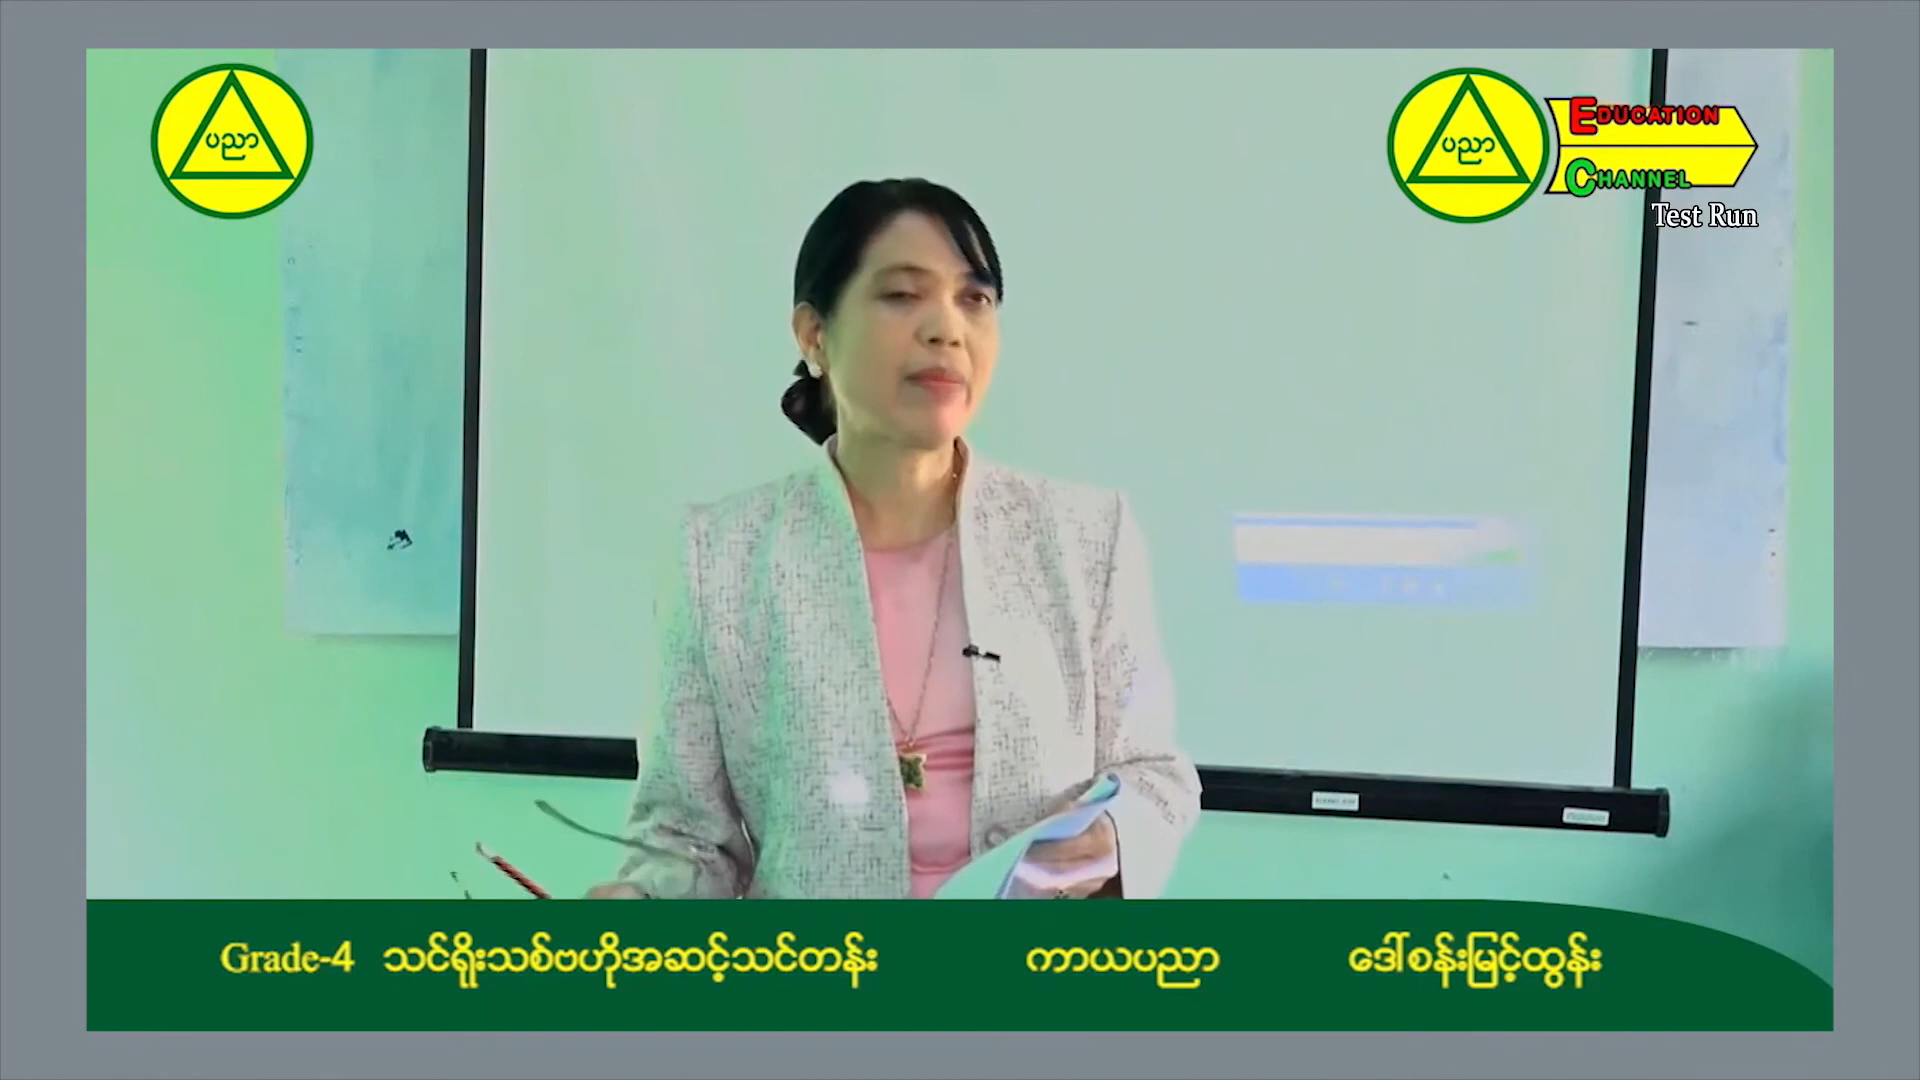 ပညာ
ပညာ
EDUCATION
CHANNEL
Test Run
Grade-4 သင်ရိုးသစ်ဗဟိုအဆင့်သင်တန်း ကာယပညာ ဒေါ်စန်းမြင့်ထွန်း